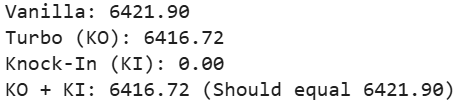 Vanilla: 6421.90
Turbo (KO): 6416.72
Knock-In (KI): 0.00
KO + KI: 6416.72 (Should equal 6421.90)